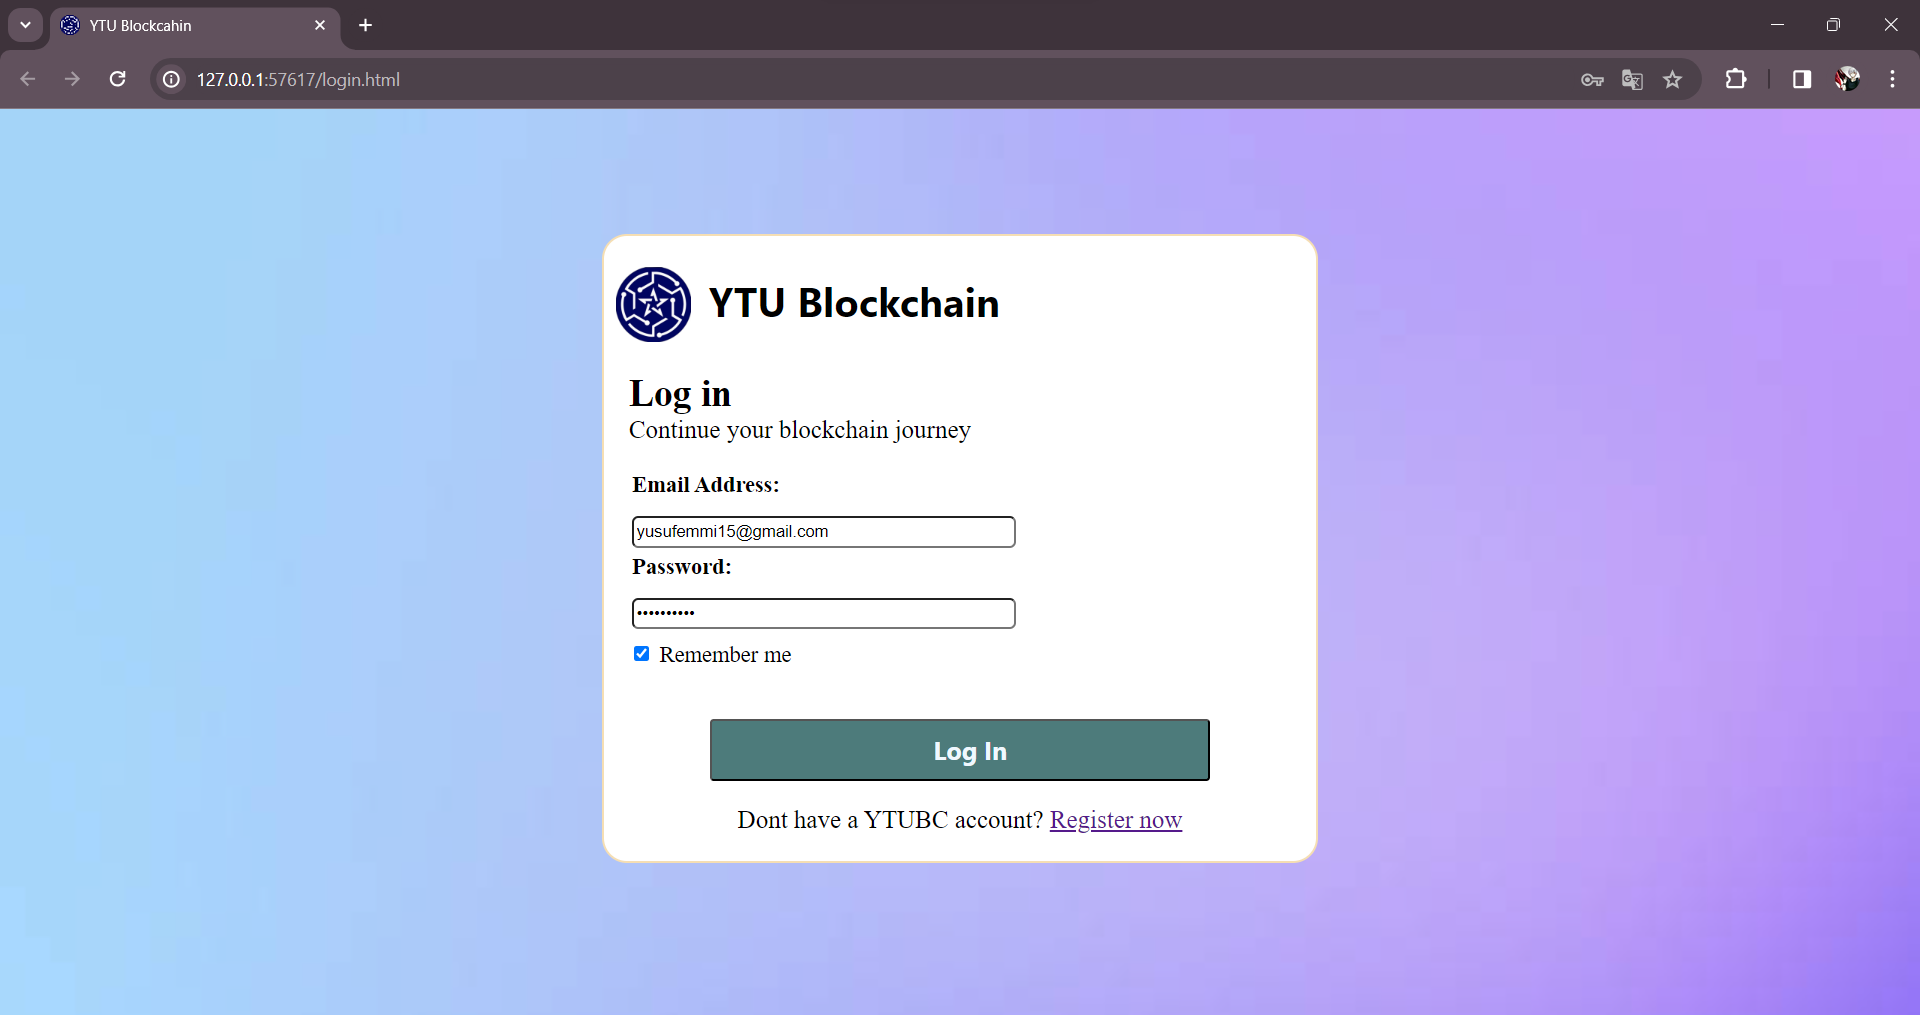 YTU Blockcahin
127.0.0.1:57617/login.html
YTU Blockchain
Log in
Continue your blockchain journey
Email Address:
yusufemmi15@gmail.com
Password:
••••••••••
Remember me
Log In
Dont have a YTUBC account? Register now